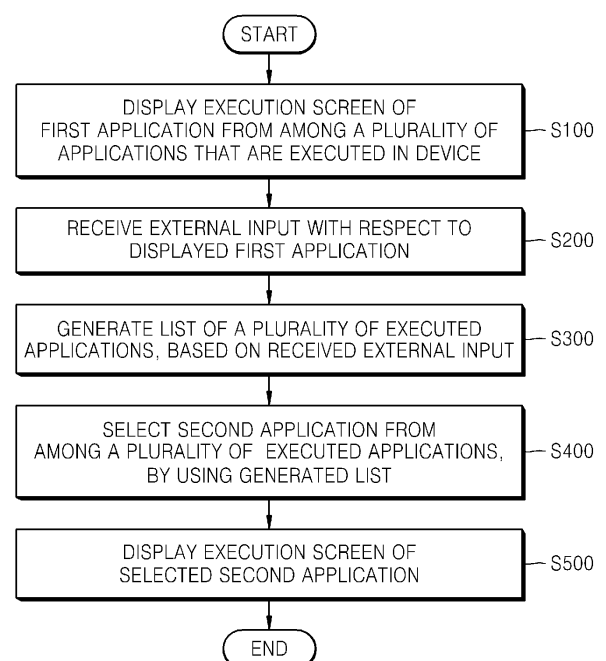 START
DISPLAY EXECUTION SCREEN OF
FIRST APPLICATION FROM AMONG A PLURALITY OF
APPLICATIONS THAT ARE EXECUTED IN DEVICE
S100
RECEIVE EXTERNAL INPUT WITH RESPECT TO
DISPLAYED FIRST APPLICATION
S200
GENERATE LIST OF A PLURALITY OF EXECUTED
APPLICATIONS, BASED ON RECEIVED EXTERNAL INPUT
S300
SELECT SECOND APPLICATION FROM
AMONG A PLURALITY OF EXECUTED APPLICATIONS,
BY USING GENERATED LIST
S400
DISPLAY EXECUTION SCREEN OF
SELECTED SECOND APPLICATION
S500
END